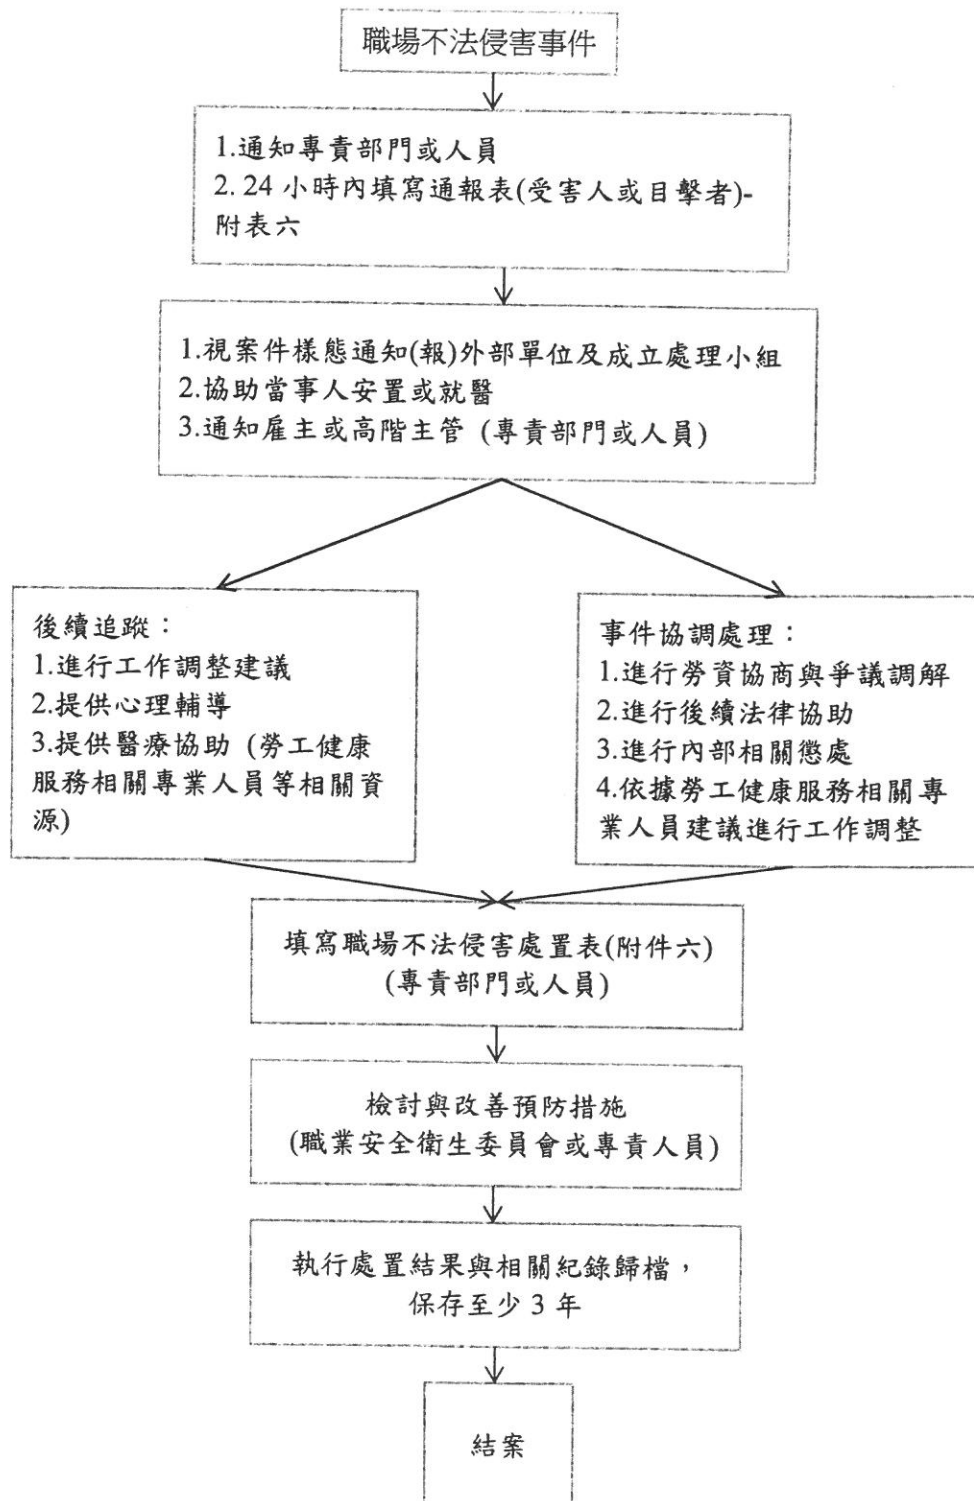 職場不法侵害事件
1.通知專責部門或人員
2. 24 小時內填寫通報表(受害人或目擊者)-
附表六
1.視案件樣態通知(報)外部單位及成立處理小組
2.協助當事人安置或就醫
3.通知雇主或高階主管 (專責部門或人員)
後續追蹤：
1.進行工作調整建議
2.提供心理輔導
3.提供醫療協助 (勞工健康
服務相關專業人員等相關資
源)
事件協調處理：
1.進行勞資協商與爭議調解
2.進行後續法律協助
3.進行內部相關懲處
4.依據勞工健康服務相關專
業人員建議進行工作調整
填寫職場不法侵害處置表(附件六)
(專責部門或人員)
檢討與改善預防措施
(職業安全衛生委員會或專責人員)
執行處置結果與相關紀錄歸檔，
保存至少 3 年
結案